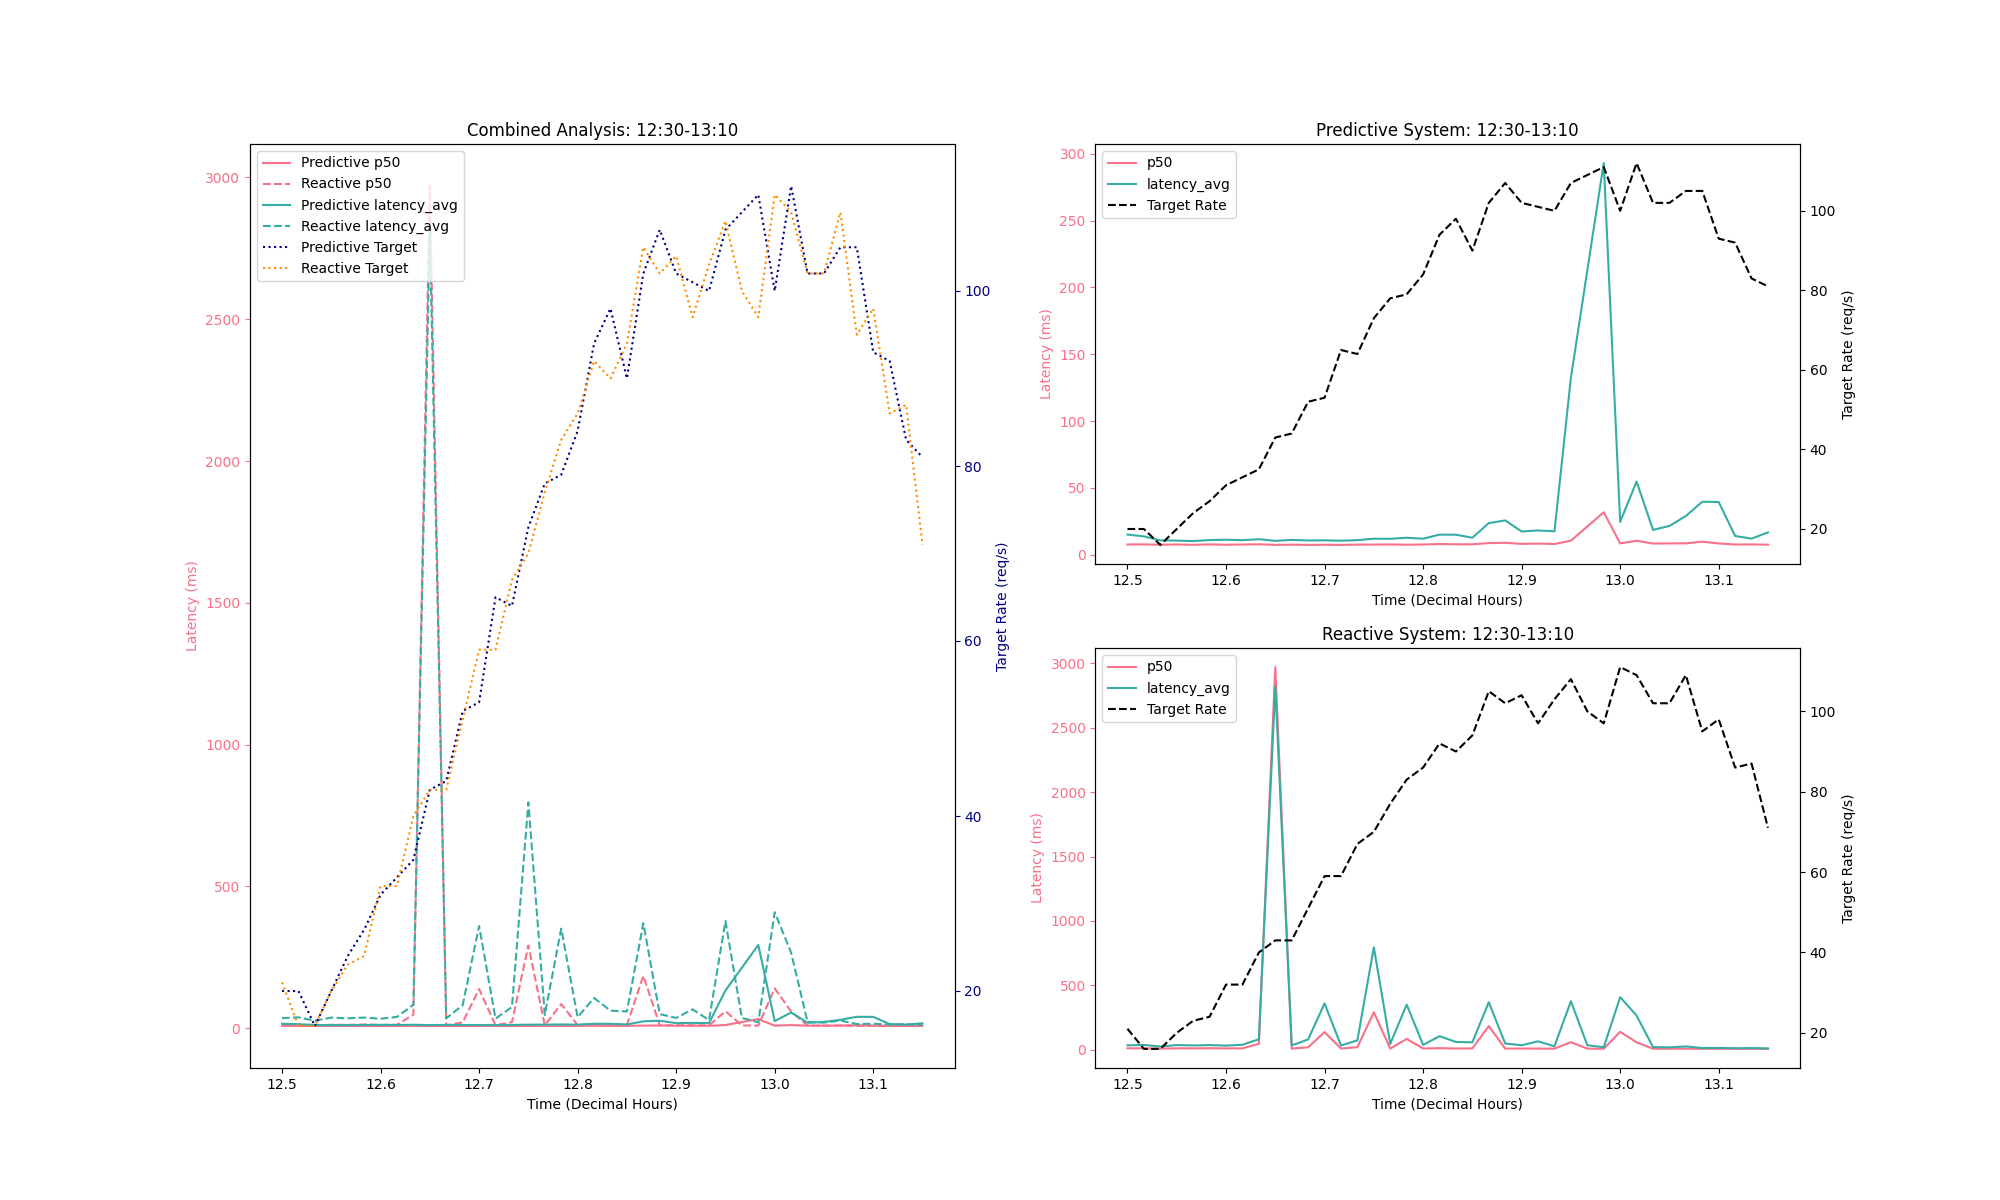 Combined Analysis: 12:30-13:10
Predictive p50
Reactive p50
Predictive latency_avg
Reactive latency_avg
Predictive Target
Reactive Target
Latency (ms)
3000
2500
2000
1500
1000
500
0
100
80
60
40
20
Target Rate (req/s)
12.5 12.6 12.7 12.8 12.9 13.0 13.1
Time (Decimal Hours)
Predictive System: 12:30-13:10
p50
latency_avg
Target Rate
Latency (ms)
300
250
200
150
100
50
0
100
80
60
40
20
Target Rate (req/s)
12.5 12.6 12.7 12.8 12.9 13.0 13.1
Time (Decimal Hours)
Reactive System: 12:30-13:10
p50
latency_avg
Target Rate
Latency (ms)
3000
2500
2000
1500
1000
500
0
100
80
60
40
20
Target Rate (req/s)
12.5 12.6 12.7 12.8 12.9 13.0 13.1
Time (Decimal Hours)